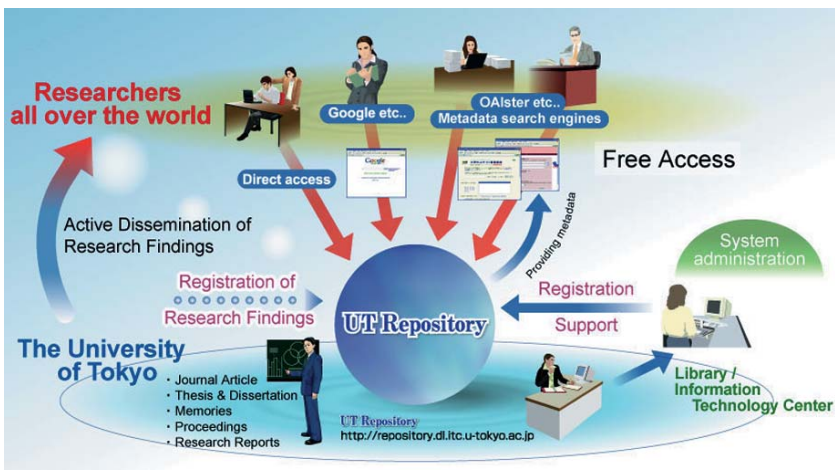 Researchers
all over the world
Google etc..
OAIster etc..
Metadata search engines
Free Access
Direct access
Google
Active Dissemination of
Research Findings
Providing metadata
System
administration
Registration of
Research Findings
UT Repository
Registration
Support
The University
of Tokyo
・Journal Article
・Thesis & Dissertation
・Memories
・Proceedings
・Research Reports
UT Repository
http://repository.dl.itc.u-tokyo.ac.jp
Library /
Information
Technology Center